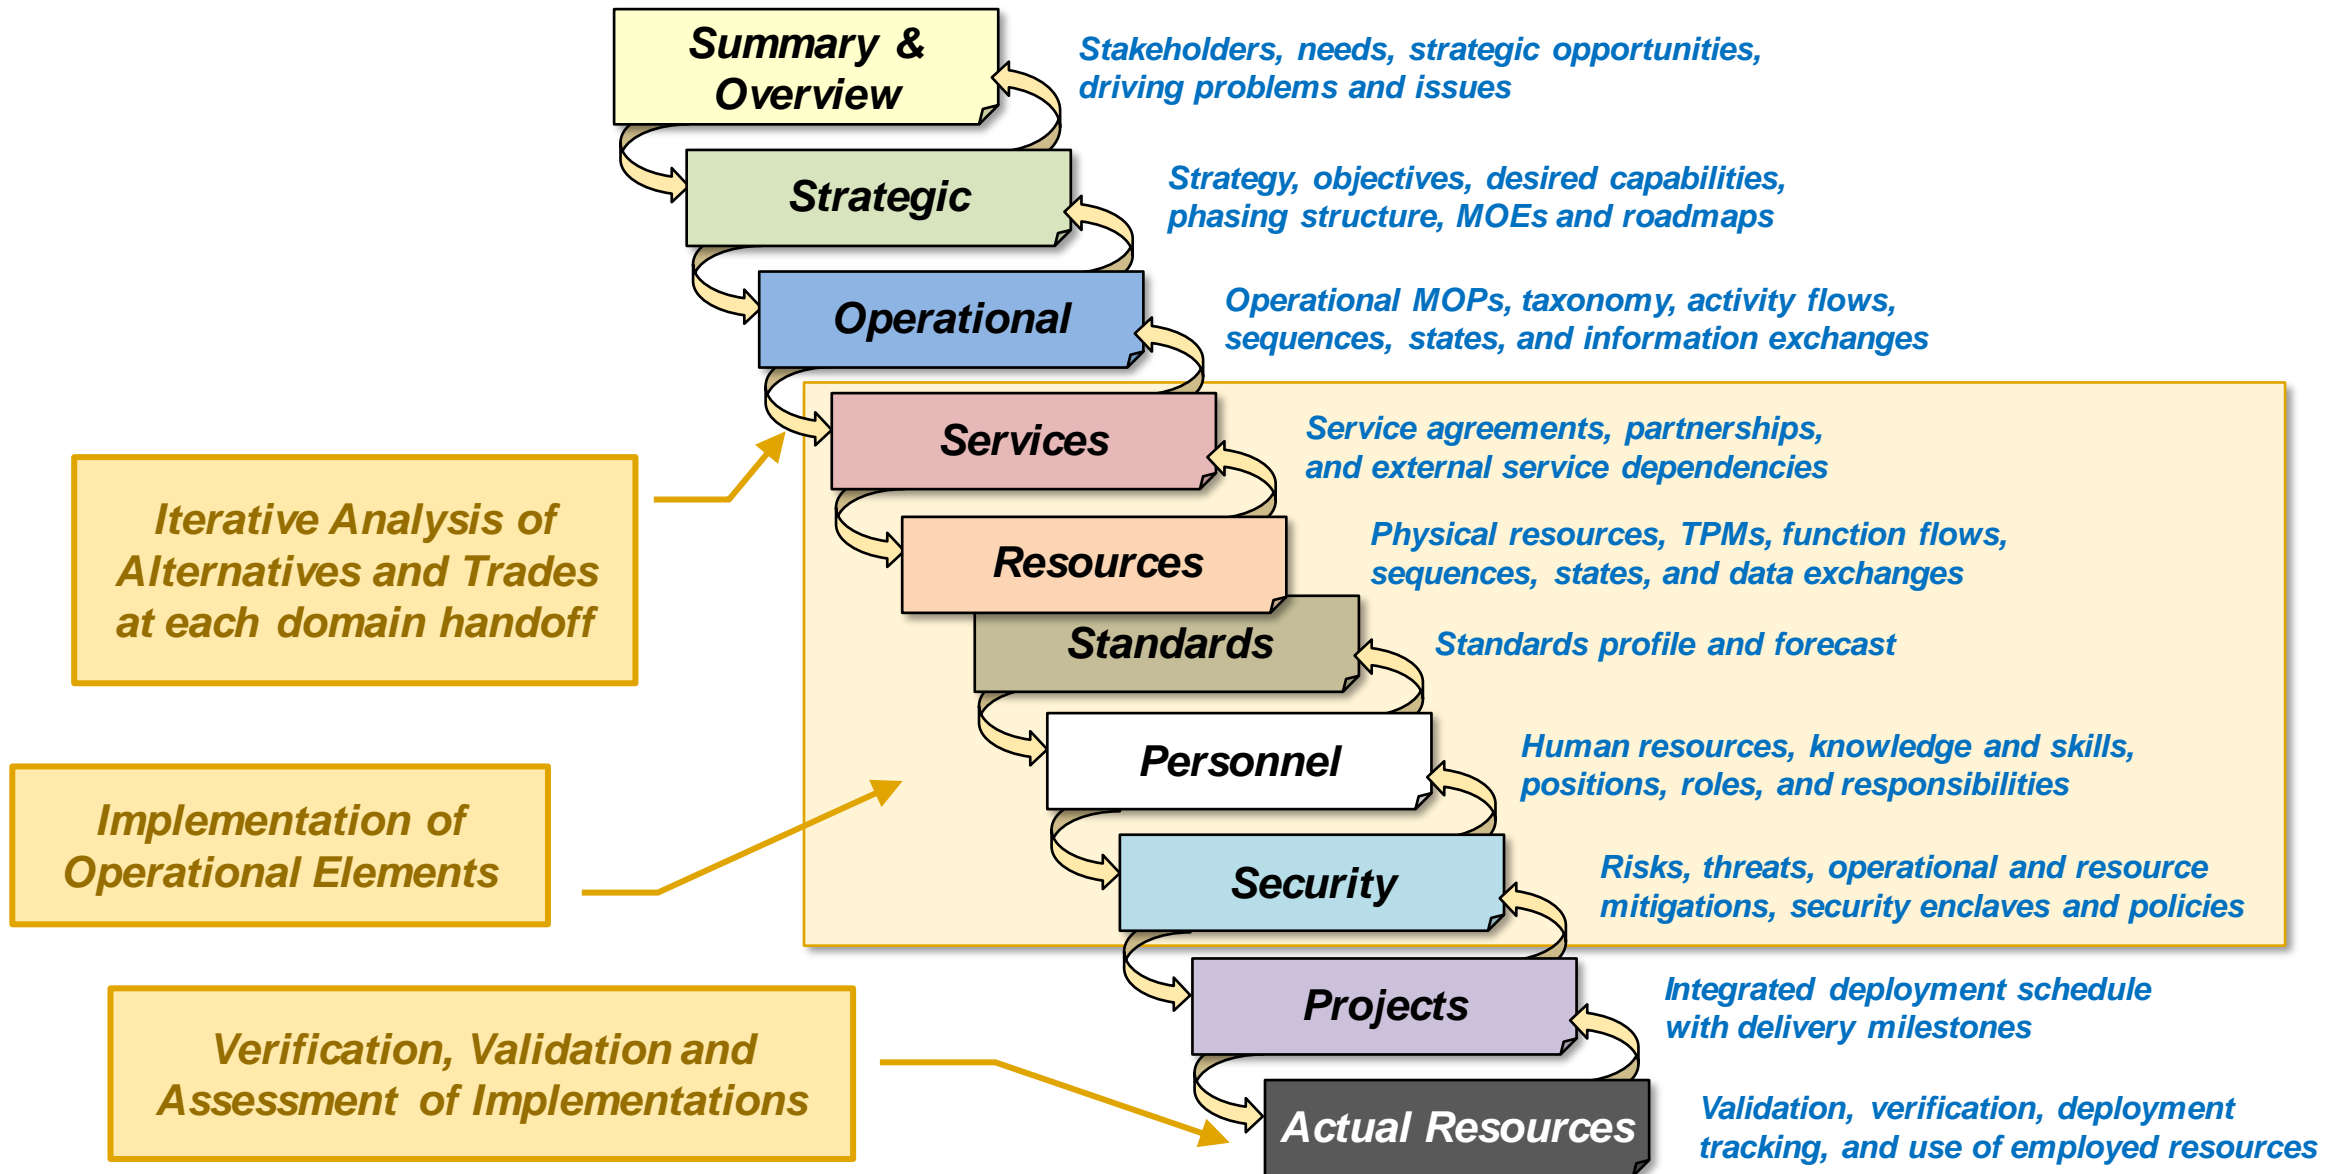 Summary &
Overview
Stakeholders, needs, strategic opportunities,
driving problems and issues
Strategic
Strategy, objectives, desired capabilities,
phasing structure, MOEs and roadmaps
Operational
Operational MOPs, taxonomy, activity flows,
sequences, states, and information exchanges
Services
Service agreements, partnerships,
and external service dependencies
Iterative Analysis of
Alternatives and Trades
at each domain handoff
Resources
Physical resources, TPMs, function flows,
sequences, states, and data exchanges
Standards
Standards profile and forecast
Personnel
Human resources, knowledge and skills,
positions, roles, and responsibilities
Implementation of
Operational Elements
Security
Risks, threats, operational and resource
mitigations, security enclaves and policies
Projects
Integrated deployment schedule
with delivery milestones
Verification, Validation and
Assessment of Implementations
Actual Resources
Validation, verification, deployment
tracking, and use of employed resources